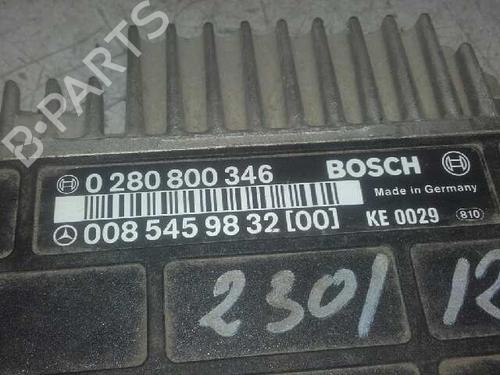 B-PARTS
0 280 800 346 BOSCH
Made in Germany
008 545 98 32 [00] KE 0029 810
2301 12